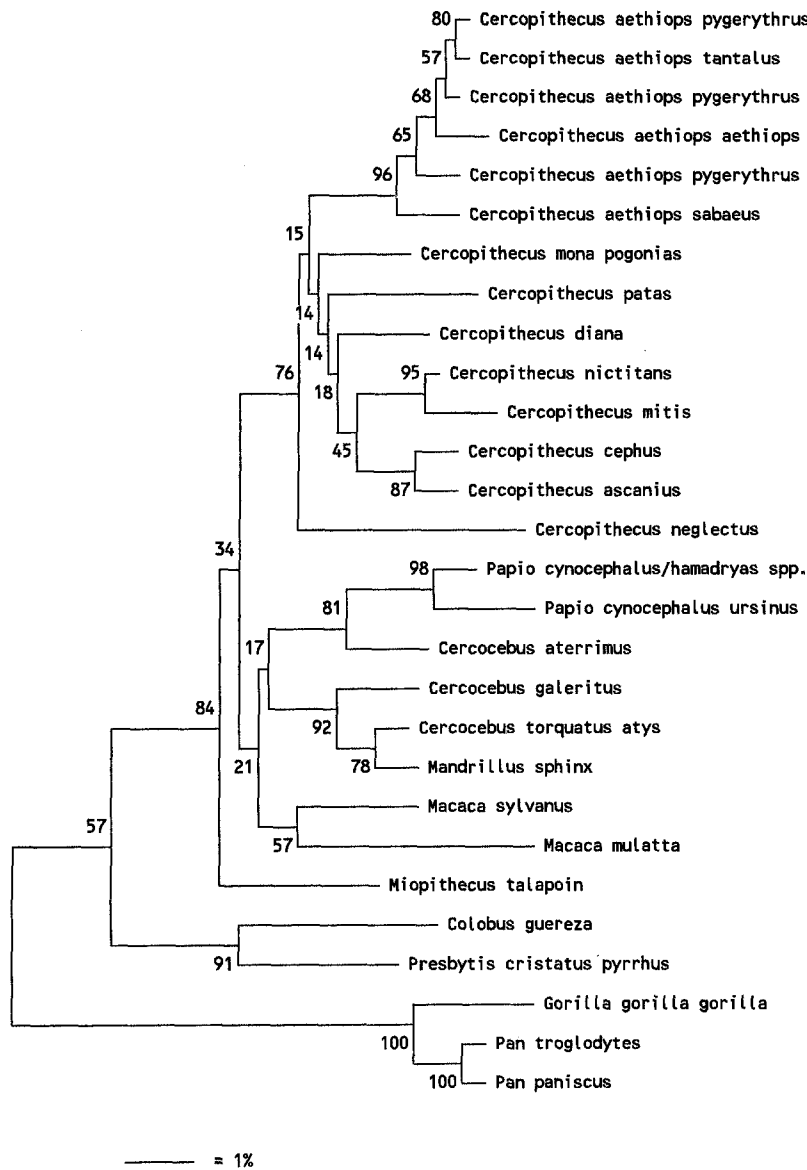 80 Cercopithecus aethiops pygerythrus
57 Cercopithecus aethiops tantalus
68 Cercopithecus aethiops pygerythrus
Cercopithecus aethiops aethiops
65
96 Cercopithecus aethiops pygerythrus
Cercopithecus aethiops sabaeus
15
Cercopithecus mona pogonias
Cercopithecus patas
14
Cercopithecus diana
14
76 18 95 Cercopithecus nictitans
Cercopithecus mitis
45 Cercopithecus cephus
87 Cercopithecus ascanius
Cercopithecus neglectus
34
98 Papio cynocephalus/hamadryas spp.
81 Papio cynocephalus ursinus
17 Cercocebus aterrimus
Cercocebus galeritus
84
92 Cercocebus torquatus atys
21 78 Mandrillus sphinx
Macaca sylvanus
57
57 Macaca mulatta
Miopithecus talapoin
Colobus guereza
91 Presbytis cristatus pyrrhus
Gorilla gorilla gorilla
100 Pan troglodytes
100 Pan paniscus
= 1%